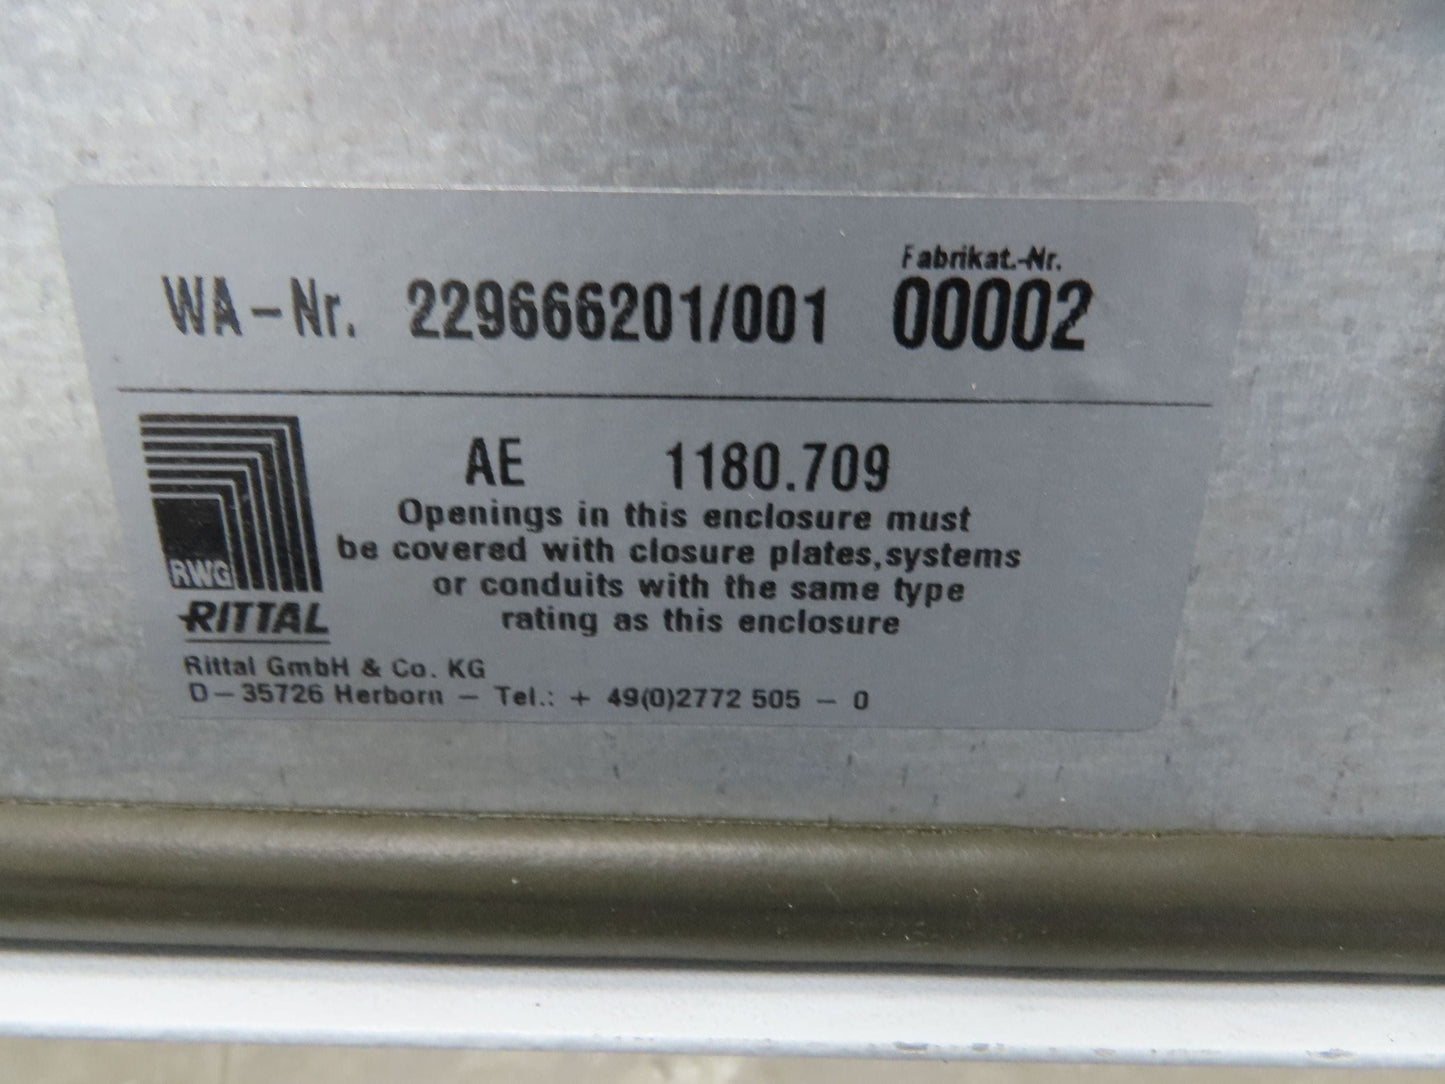 Fabrikat.-Nr.
WA-Nr. 229666201/001 00002
AE 1180.709
Openings in this enclosure must
be covered with closure plates, systems
or conduits with the same type
rating as this enclosure
RWG
RITTAL
Rittal GmbH & Co. KG
D-35726 Herborn - Tel.: + 49(0)2772 505 - 0